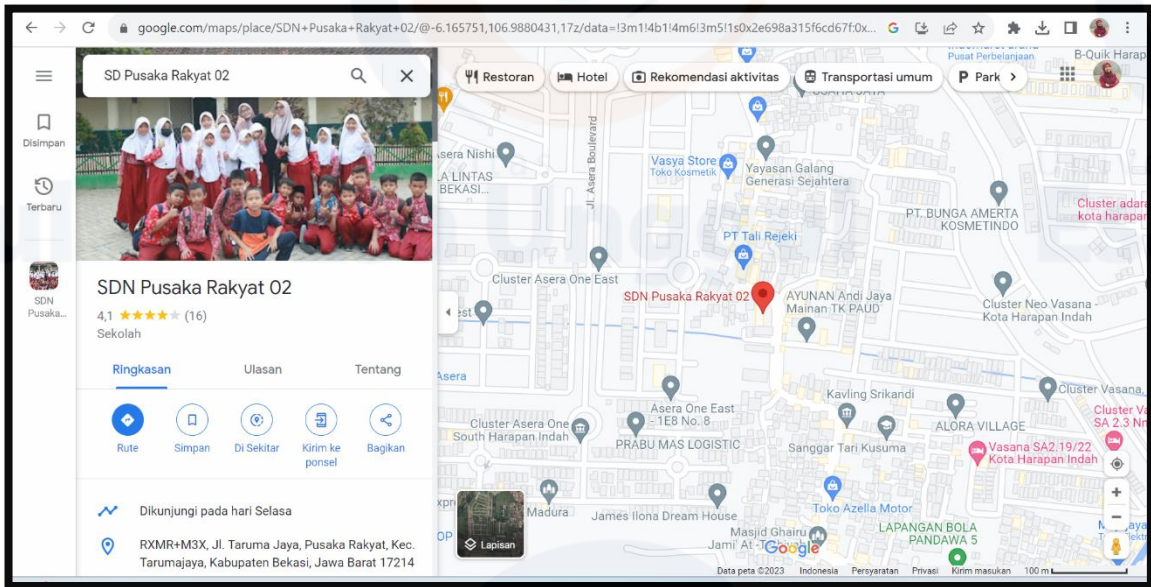 google.com/maps/place/SDN+Pusaka+Rakyat+02/@-6.165751,106.9880431,17z/data=!3m1!4b1!4m6!3m5!1s0x2e698a315f6cd67f:0x...
SD Pusaka Rakyat 02
Disimpan
Terbaru
SDN
Pusaka...
SDN Pusaka Rakyat 02
4,1 ★★★★★ (16)
Sekolah
Ringkasan Ulasan Tentang
Rute
Simpan
Di Sekitar
Kirim ke
ponsel
Bagikan
Dikunjungi pada hari Selasa
RXMR+M3X, Jl. Taruma Jaya, Pusaka Rakyat, Kec.
Tarumajaya, Kabupaten Bekasi, Jawa Barat 17214
Restoran
Hotel
Rekomendasi aktivitas
Transportasi umum
P Park
Pusat Perbelanjaan
B-Quik Harap
Jl. Asera Boulevard
sera Nishi
A LINTAS
BEKASI...
Vasya Store
Toko Kosmetik
Yayasan Galang
Generasi Sejahtera
PT. BUNGA AMERTA
KOSMETINDO
Cluster adara
kota harapan
PT Tali Rejeki
Cluster Asera One East
SDN Pusaka Rakyat 02
AYUNAN Andi Jaya
Mainan TK PAUD
Cluster Neo Vasana -
Kota Harapan Indah
est
Asera
Asera One East
- 1E8 No. 8
Kavling Srikandi
Cluster Vasana,
Cluster Va
SA 2.3 Nn
Cluster Asera One
South Harapan Indah
PRABU MAS LOGISTIC
Sanggar Tari Kusuma
ALORA VILLAGE
Vasana SA2.19/22
Kota Harapan Indah
Madura
James Ilona Dream House
Toko Azella Motor
Masjid Ghairu
Jami' At -T
LAPANGAN BOLA
PANDAWA 5
Lapisan
Google
Data peta ©2023 Indonesia Persyaratan Privasi Kirim masukan 100 m